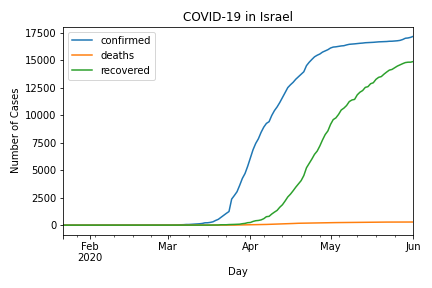 COVID-19 in Israel
confirmed
deaths
recovered
17500
15000
12500
10000
7500
5000
2500
0
Number of Cases
Feb Mar Apr May Jun
2020
Day